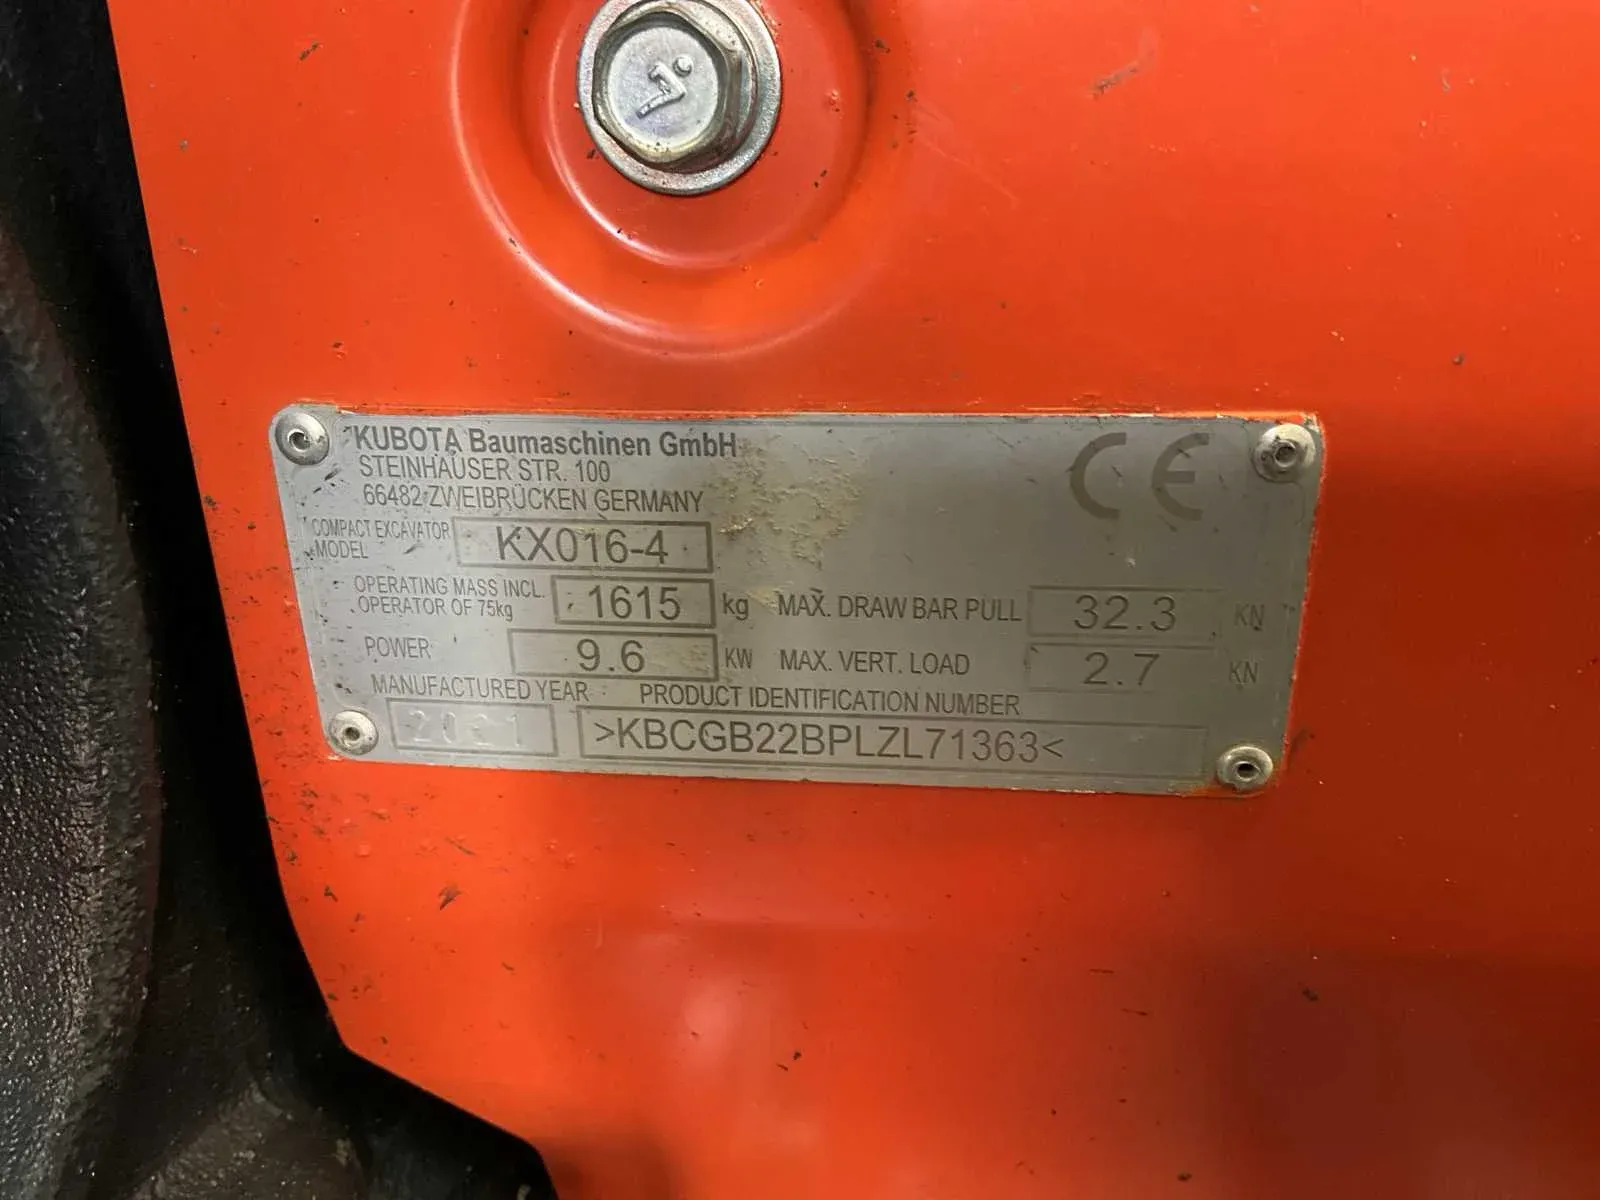 KUBOTA Baumaschinen GmbH
STEINHÄUSER STR. 100
66482 ZWEIBRÜCKEN GERMANY
CE
COMPACT EXCAVATOR
MODEL
KX016-4
OPERATING MASS INCL.
OPERATOR OF 75kg
1615 kg
MAX. DRAW BAR PULL 32.3 KN
POWER 9.6 KW
MAX. VERT. LOAD 2.7 KN
MANUFACTURED YEAR
PRODUCT IDENTIFICATION NUMBER
2021
>KBCGB22BPLZL71363<